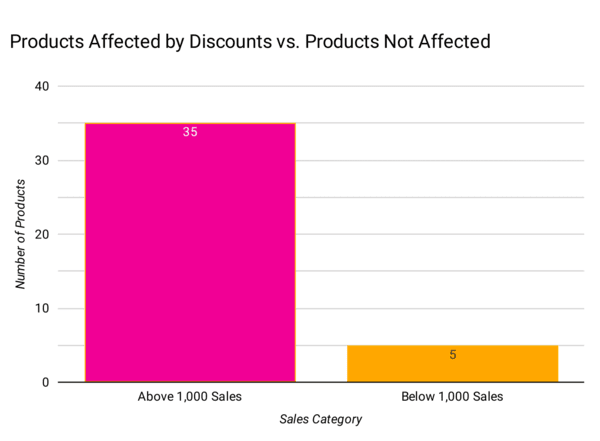 Products Affected by Discounts vs. Products Not Affected
Number of Products
40
30
20
10
0
35
5
Above 1,000 Sales
Below 1,000 Sales
Sales Category